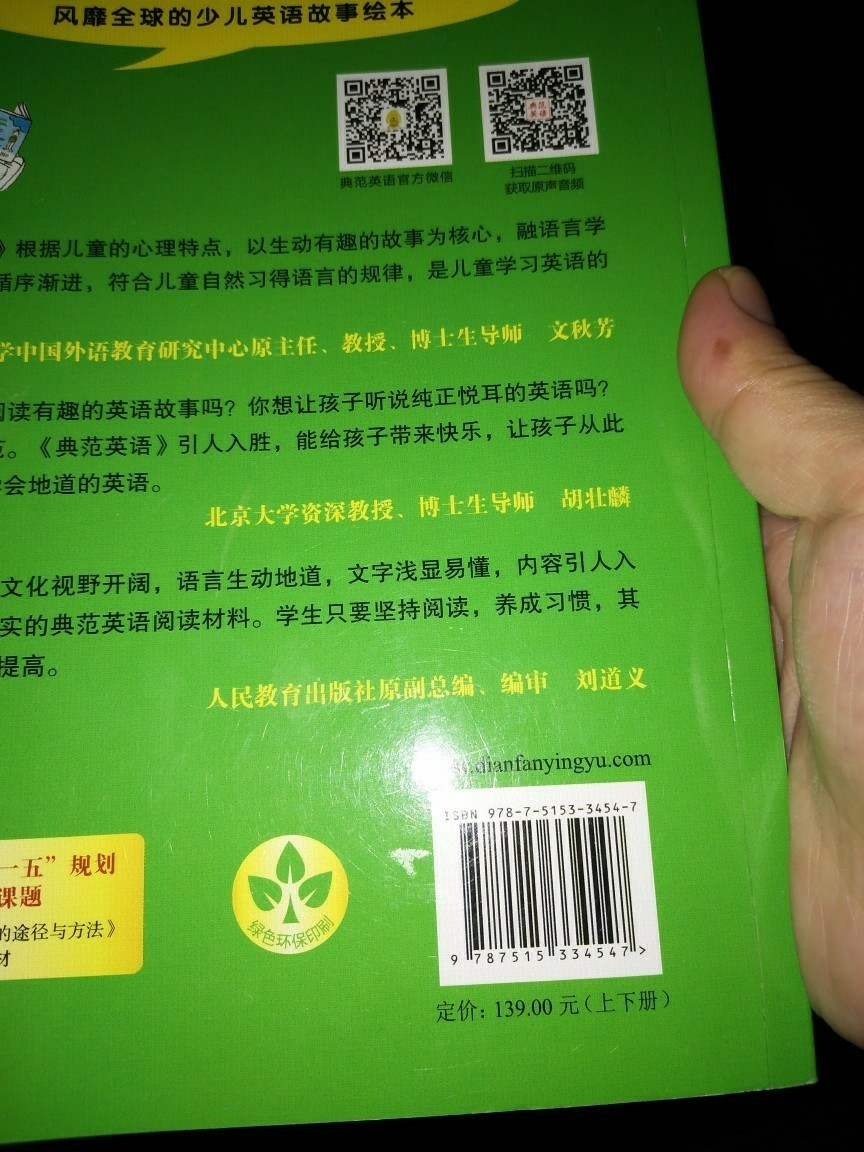 风靡全球的少儿英语故事绘本
典范英语
典范英语官方微信
扫描二维码
获取原声音频
》根据儿童的心理特点，以生动有趣的故事为核心，融语言学
循序渐进，符合儿童自然习得语言的规律，是儿童学习英语的
学中国外语教育研究中心原主任、教授、博士生导师 文秋芳
阅读有趣的英语故事吗？你想让孩子听说纯正悦耳的英语吗？
。《典范英语》引人入胜，能给孩子带来快乐，让孩子从此
学会地道的英语。
北京大学资深教授、博士生导师 胡壮麟
文化视野开阔，语言生动地道，文字浅显易懂，内容引人入
实的典范英语阅读材料。学生只要坚持阅读，养成习惯，其
提高。
人民教育出版社原副总编、编审 刘道义
.dianfanyingyu.com
ISBN 978-7-5153-3454-7
一五”规划
课题
的途径与方法》
材
绿色环保印刷
9 787515 334547 >
定价：139.00 元（上下册）